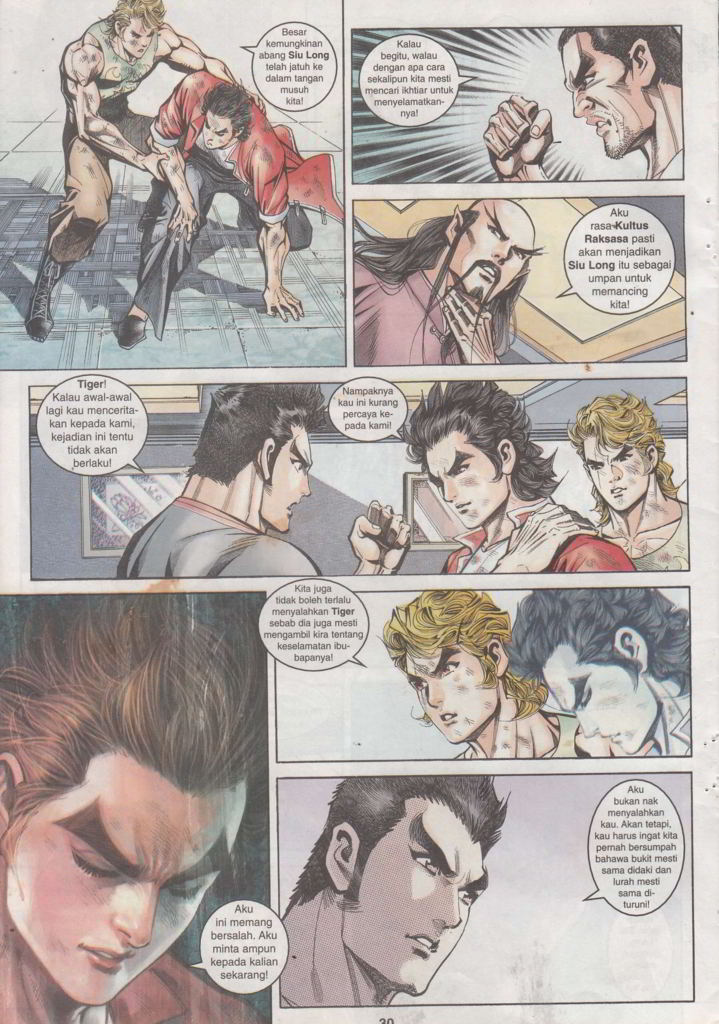 Besar
kemungkinan
abang Siu Long
telah jatuh ke
dalam tangan
musuh
kita!
Kalau
begitu, walau
dengan apa cara
sekalipun kita mesti
mencari ikhtiar untuk
menyelamatkan-
nya!
Aku
rasa Kultus
Raksasa pasti
akan menjadikan
Siu Long itu sebagai
umpan untuk
memancing
kita!
Tiger!
Kalau awal-awal
lagi kau mencerita-
kan kepada kami,
kejadian ini tentu
tidak akan
berlaku!
Nampaknya
kau ini kurang
percaya ke-
pada kami!
Kita juga
tidak boleh terlalu
menyalahkan Tiger
sebab dia juga mesti
mengambil kira tentang
keselamatan ibu-
bapanya!
Aku
ini memang
bersalah. Aku
minta ampun
kepada kalian
sekarang!
Aku
bukan nak
menyalahkan
kau. Akan tetapi,
kau harus ingat kita
pernah bersumpah
bahawa bukit mesti
sama didaki dan
lurah mesti
sama di-
turuni!
30